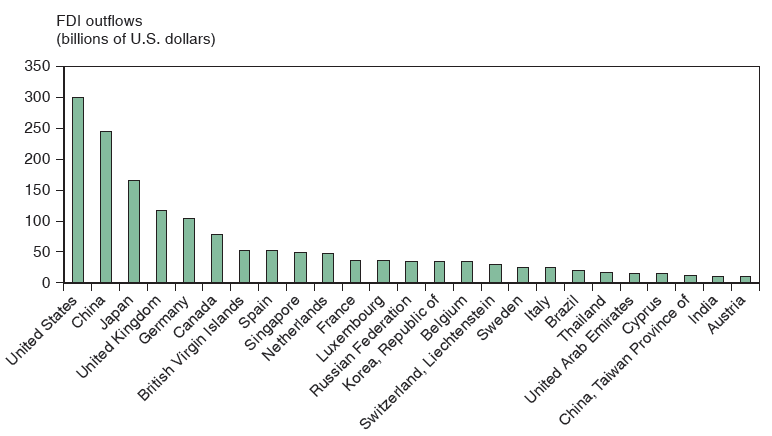 FDI outflows
(billions of U.S. dollars)
350
300
250
200
150
100
50
0
United States
China
Japan
United Kingdom
Germany
Canada
British Virgin Islands
Spain
Singapore
Netherlands
France
Luxembourg
Russian Federation
Korea, Republic of
Belgium
Switzerland, Liechtenstein
Sweden
Italy
Brazil
Thailand
United Arab Emirates
Cyprus
China, Taiwan Province of
India
Austria